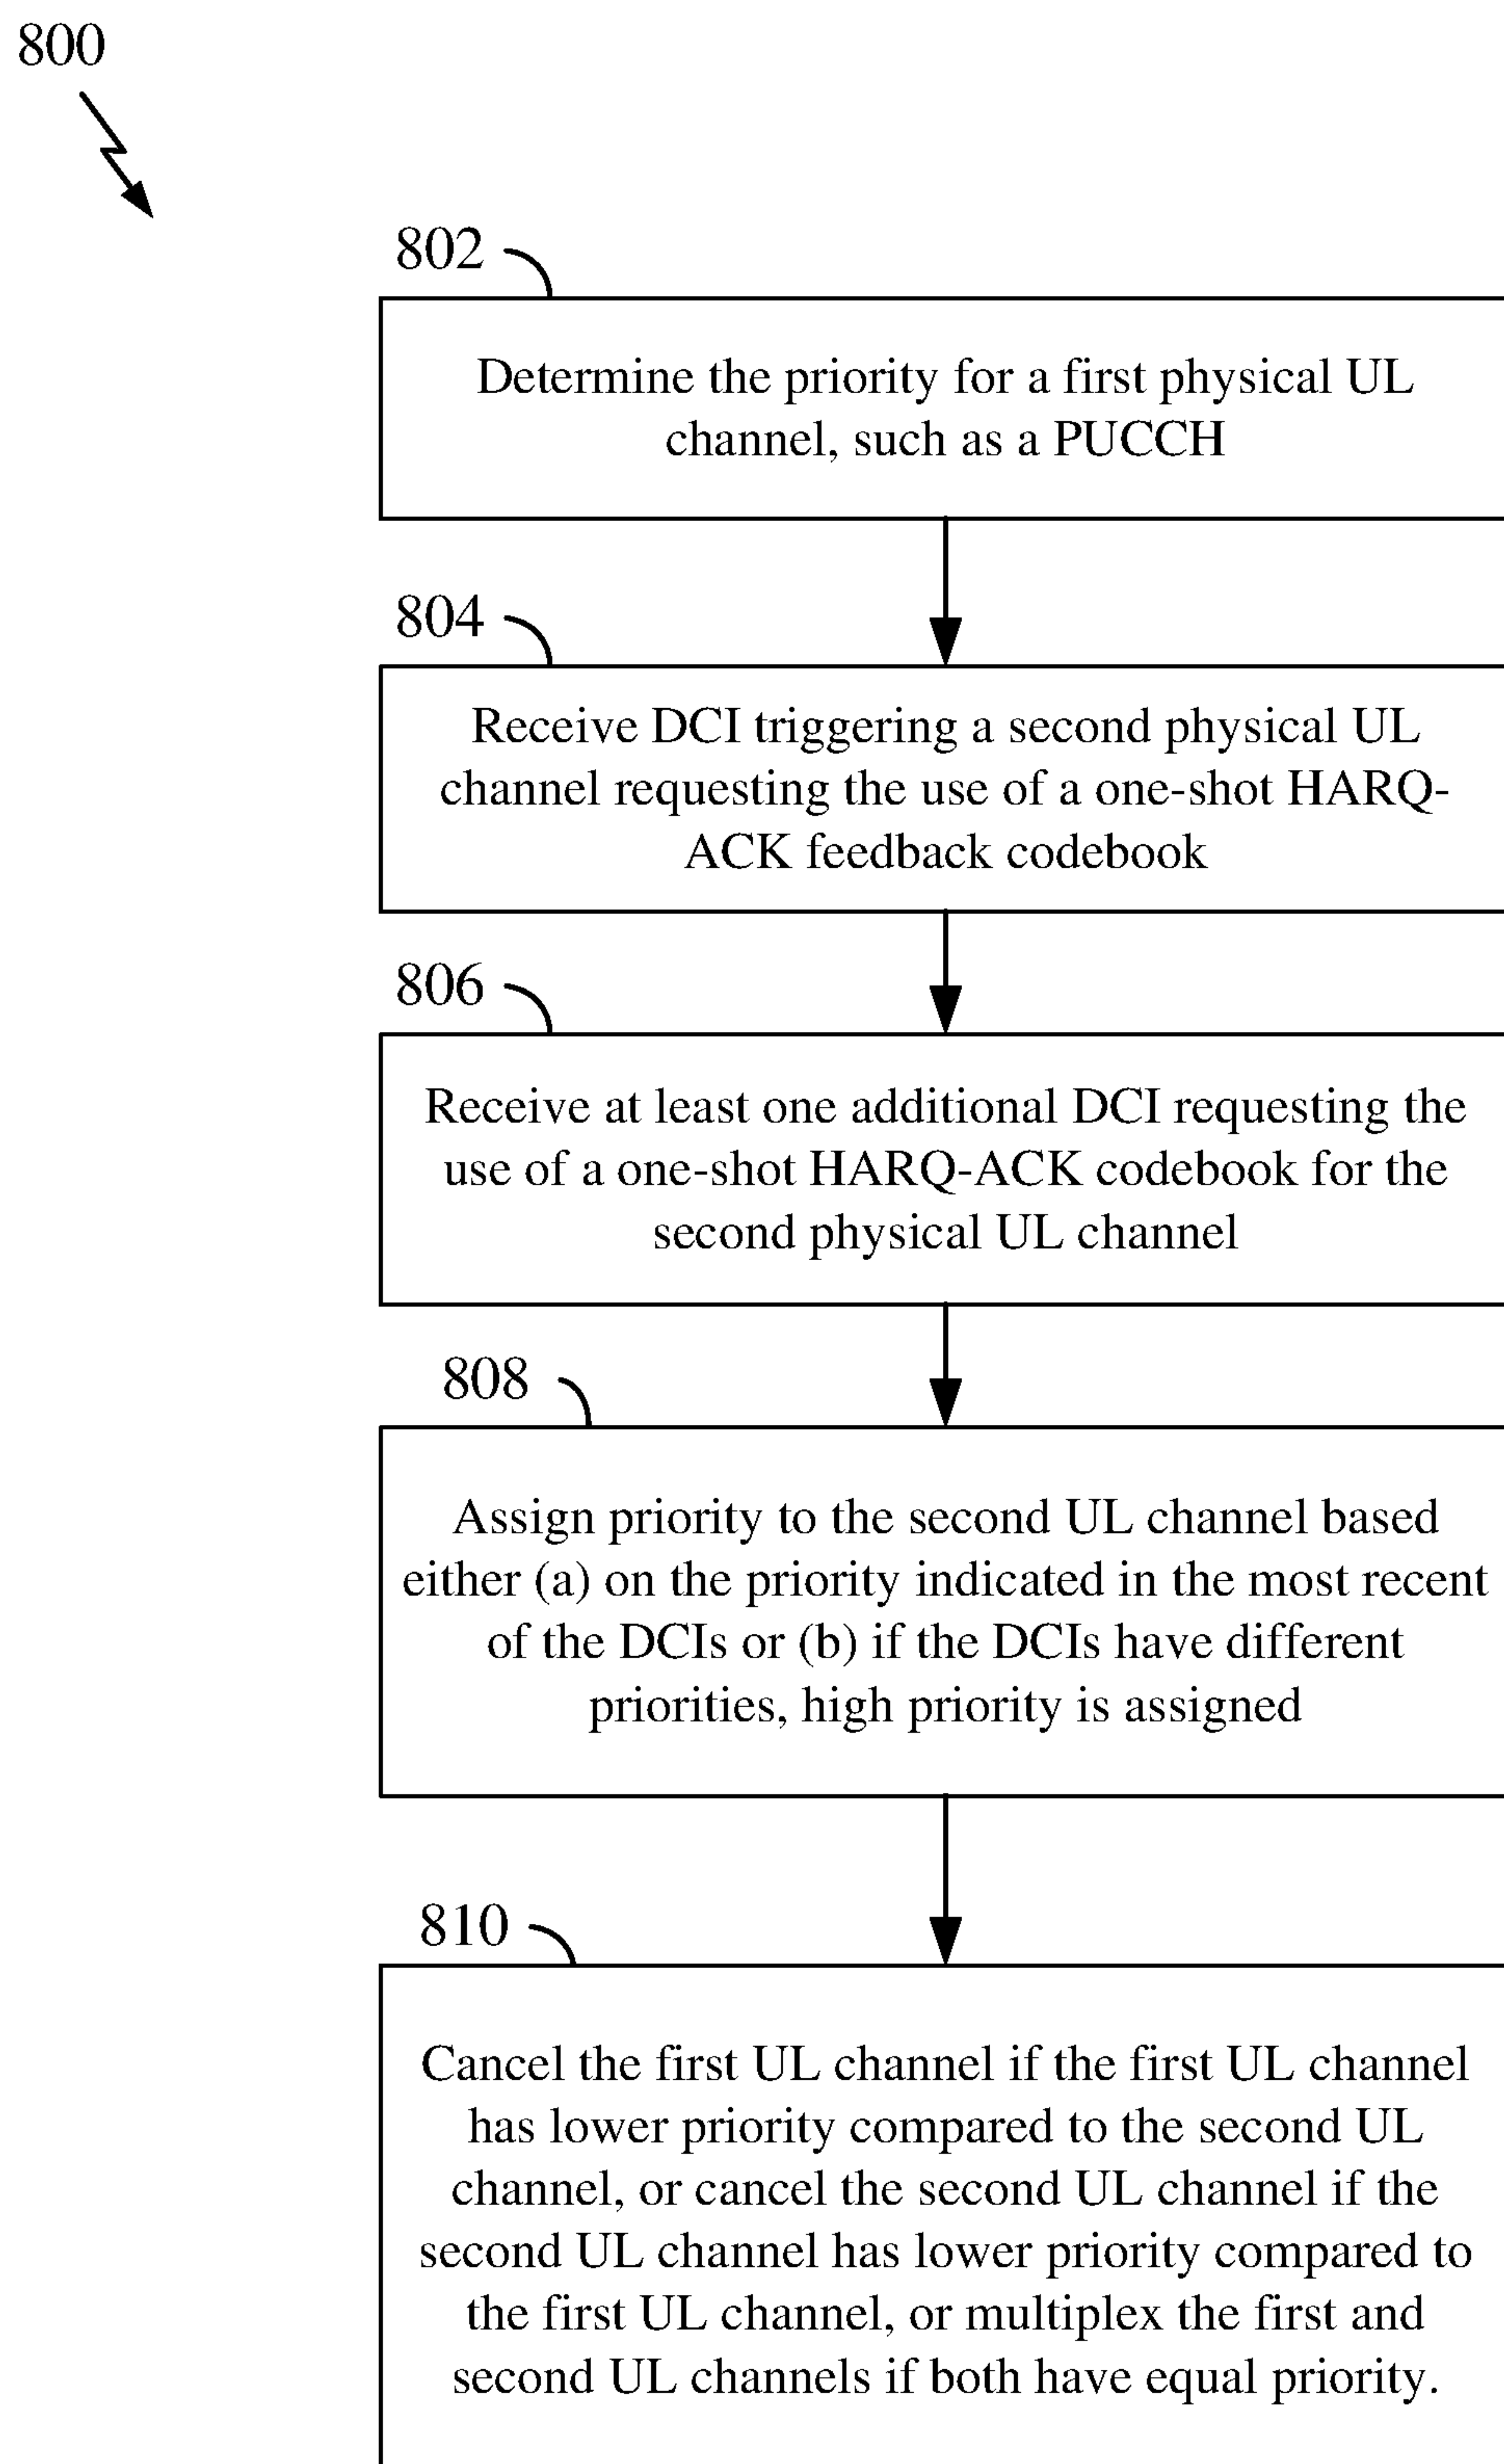 800
802
Determine the priority for a first physical UL
channel, such as a PUCCH
804
Receive DCI triggering a second physical UL
channel requesting the use of a one-shot HARQ-
ACK feedback codebook
806
Receive at least one additional DCI requesting the
use of a one-shot HARQ-ACK codebook for the
second physical UL channel
808
Assign priority to the second UL channel based
either (a) on the priority indicated in the most recent
of the DCIs or (b) if the DCIs have different
priorities, high priority is assigned
810
Cancel the first UL channel if the first UL channel
has lower priority compared to the second UL
channel, or cancel the second UL channel if the
second UL channel has lower priority compared to
the first UL channel, or multiplex the first and
second UL channels if both have equal priority.